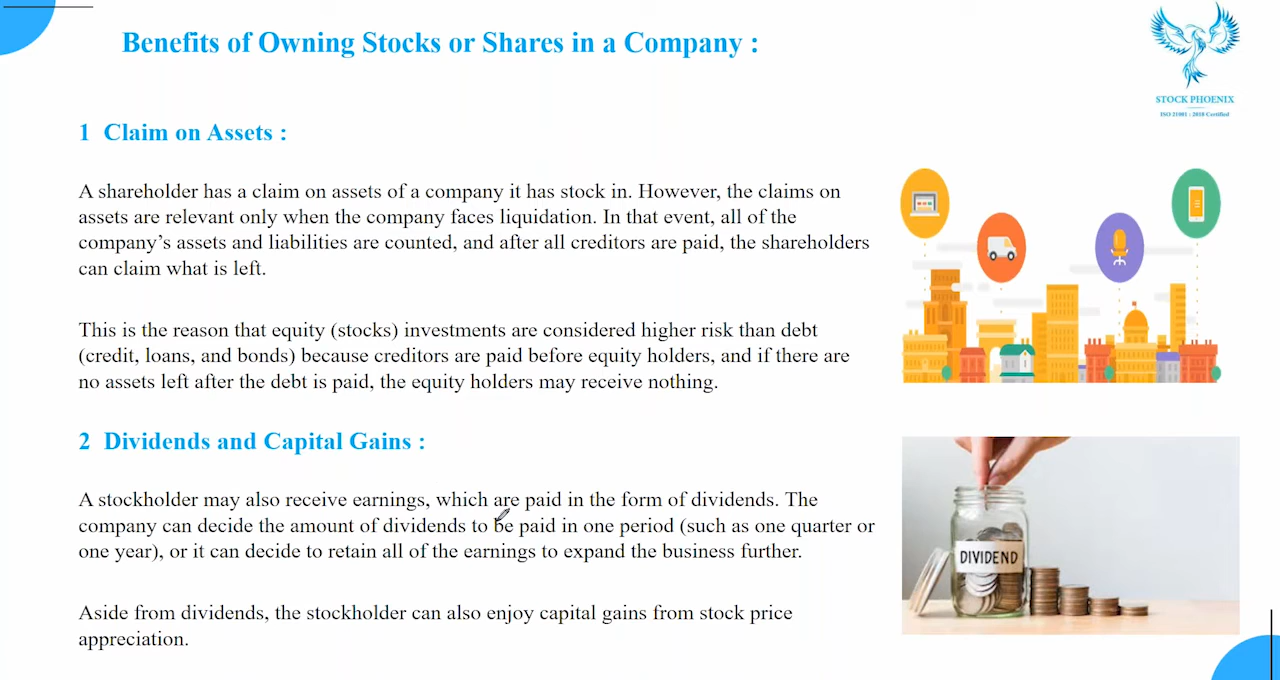 Benefits of Owning Stocks or Shares in a Company :
STOCK PHOENIX
ISO 21001 : 2018 Certified
1 Claim on Assets :
A shareholder has a claim on assets of a company it has stock in. However, the claims on
assets are relevant only when the company faces liquidation. In that event, all of the
company’s assets and liabilities are counted, and after all creditors are paid, the shareholders
can claim what is left.
This is the reason that equity (stocks) investments are considered higher risk than debt
(credit, loans, and bonds) because creditors are paid before equity holders, and if there are
no assets left after the debt is paid, the equity holders may receive nothing.
2 Dividends and Capital Gains :
A stockholder may also receive earnings, which are paid in the form of dividends. The
company can decide the amount of dividends to be paid in one period (such as one quarter or
one year), or it can decide to retain all of the earnings to expand the business further.
Aside from dividends, the stockholder can also enjoy capital gains from stock price
appreciation.
DIVIDEND